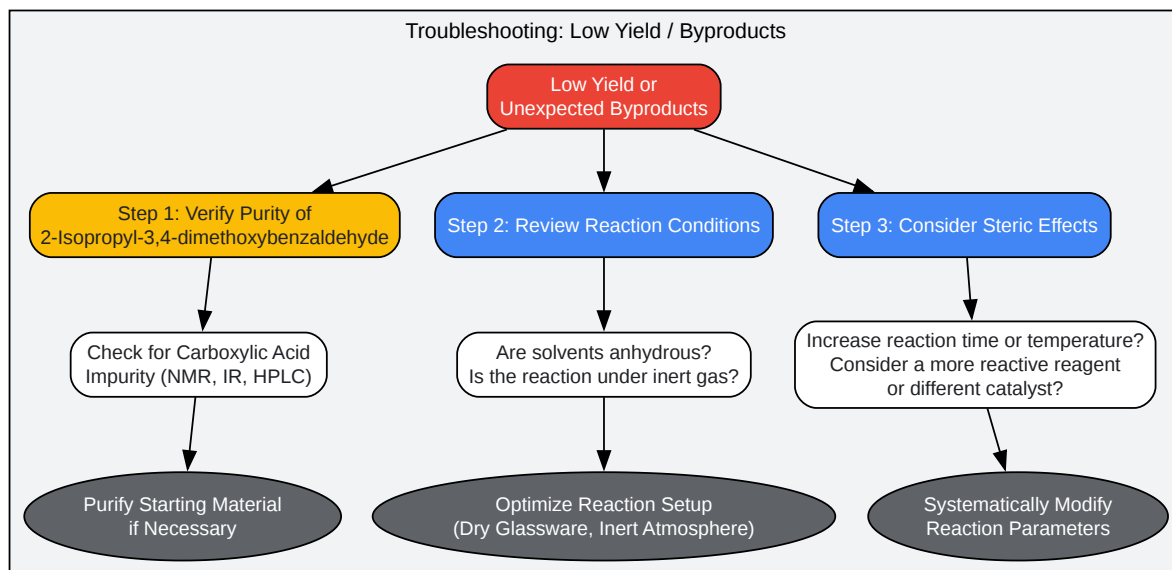 Troubleshooting: Low Yield / Byproducts
Low Yield or
Unexpected Byproducts
Step 1: Verify Purity of
2-Isopropyl-3,4-dimethoxybenzaldehyde
Step 2: Review Reaction Conditions
Step 3: Consider Steric Effects
Check for Carboxylic Acid
Impurity (NMR, IR, HPLC)
Are solvents anhydrous?
Is the reaction under inert gas?
Increase reaction time or temperature?
Consider a more reactive reagent
or different catalyst?
Purify Starting Material
if Necessary
Optimize Reaction Setup
(Dry Glassware, Inert Atmosphere)
Systematically Modify
Reaction Parameters